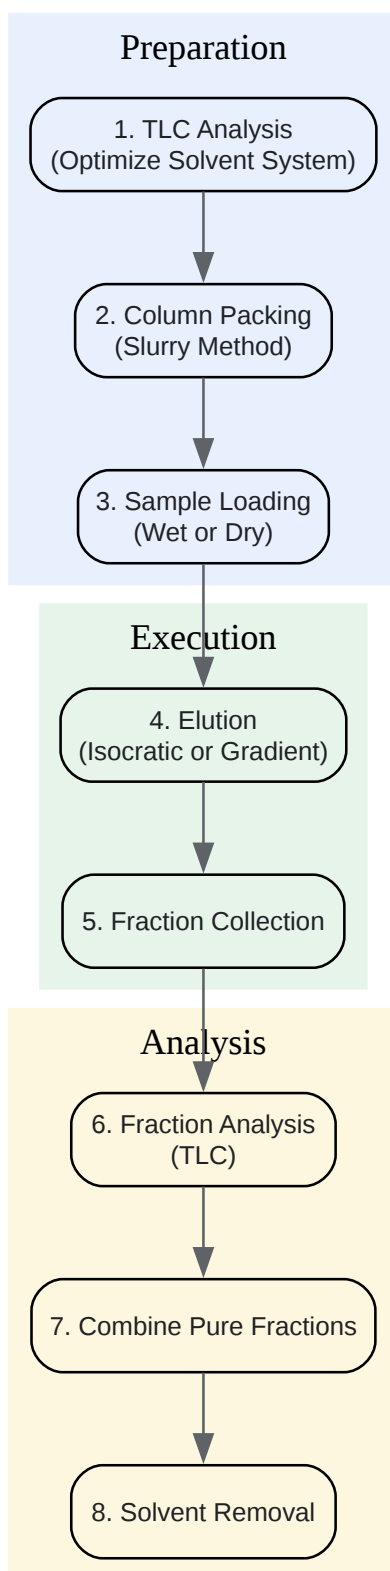 Preparation
1. TLC Analysis
(Optimize Solvent System)
2. Column Packing
(Slurry Method)
3. Sample Loading
(Wet or Dry)
Execution
4. Elution
(Isocratic or Gradient)
5. Fraction Collection
Analysis
6. Fraction Analysis
(TLC)
7. Combine Pure Fractions
8. Solvent Removal